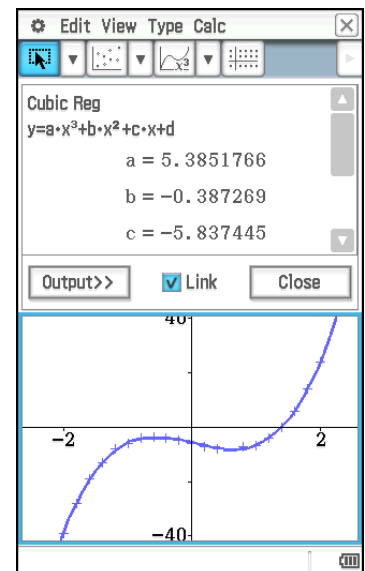 Edit View Type Calc
Cubic Reg
y=a·x³+b·x²+c·x+d
a = 5.3851766
b = −0.387269
c = −5.837445
Output>> Link Close
40
−2 2
−40